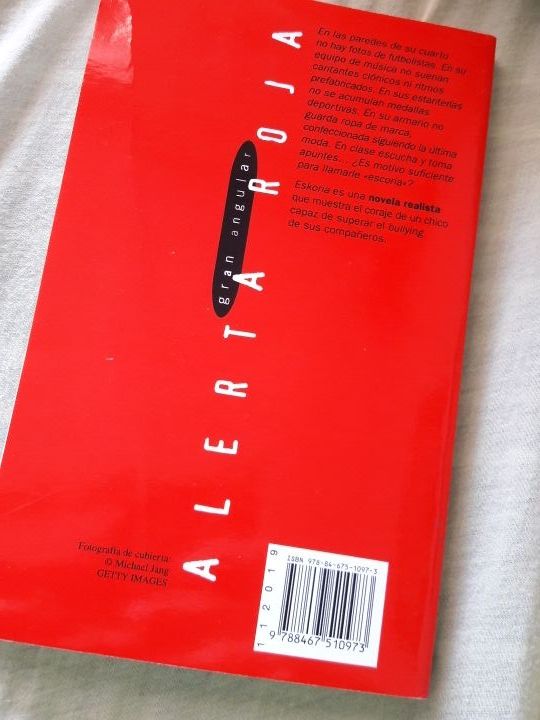 En las paredes de su cuarto
no hay fotos de futbolistas. En su
equipo de música no suenan
cantantes clónicos ni ritmos
prefabricados. En sus estanterías
no se acumulan medallas
deportivas. En su armario no
guarda ropa de marca,
confeccionada siguiendo la última
moda. En clase escucha y toma
apuntes... ¿Es motivo suficiente
para llamarle «escoria»?
Eskoria es una novela realista
que muestra el coraje de un chico
capaz de superar el bullying
de sus compañeros.
ALERTA ROJA
gran angular
Fotografía de cubierta:
© Michael Jang
GETTY IMAGES
ISBN 978-84-675-1097-3
112019
9 788467 510973